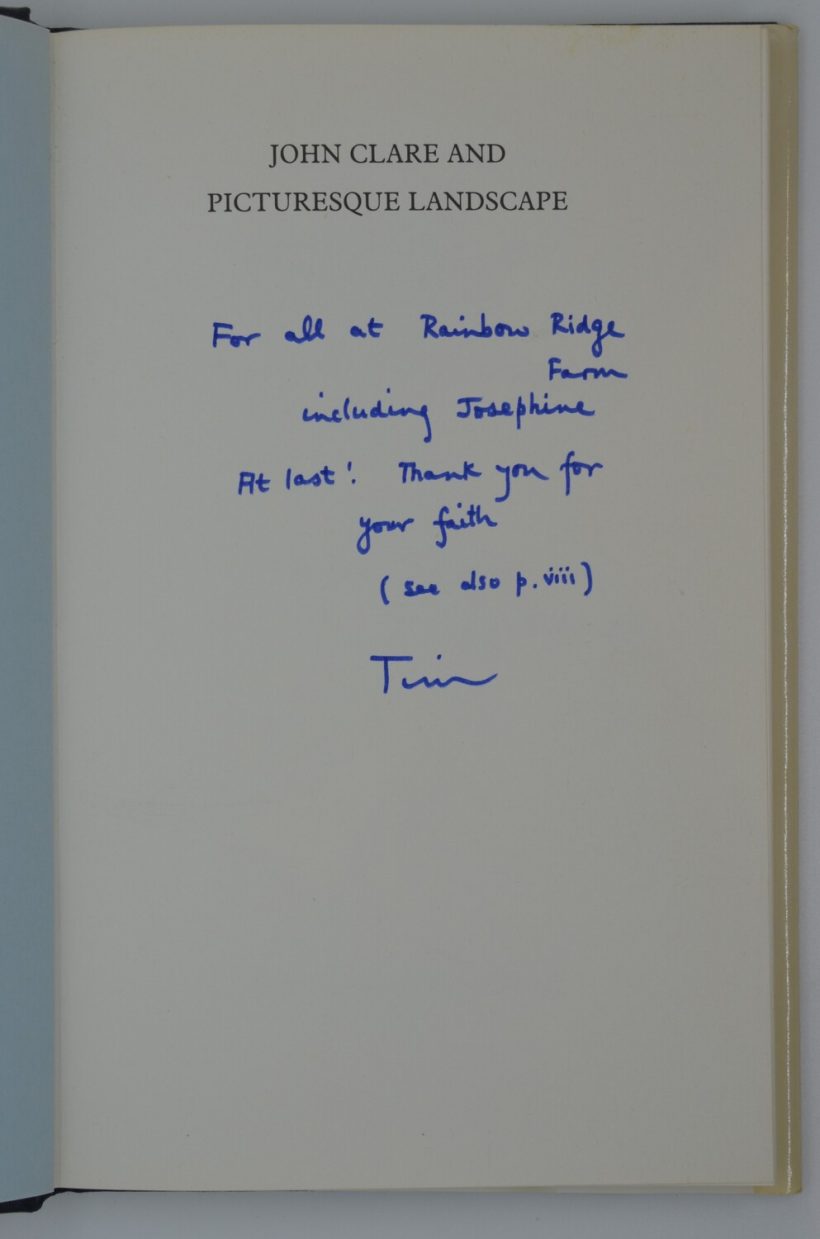 JOHN CLARE AND
PICTURESQUE LANDSCAPE
For all at Rainbow Ridge
Farm
including Josephine
At last! Thank you for
your faith
(see also p. viii)
Tim